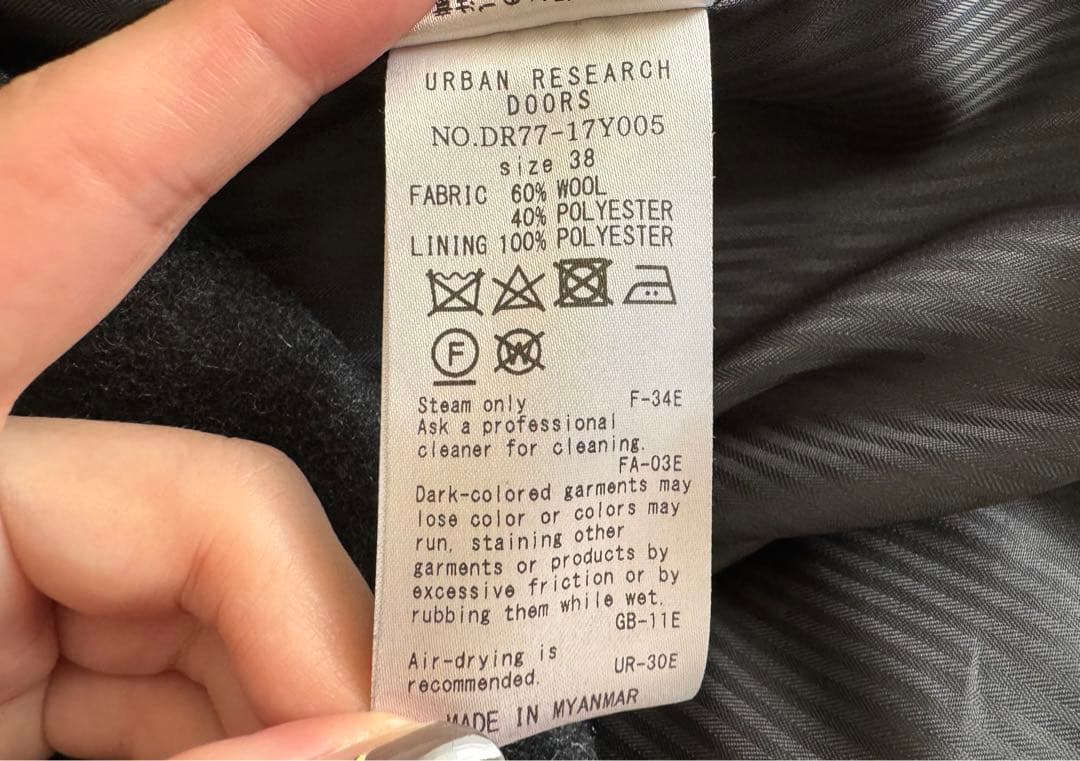 URBAN RESEARCH
DOORS
NO.DR77-17Y005
size 38
FABRIC 60% WOOL
40% POLYESTER
LINING 100% POLYESTER
F W
Steam only F-34E
Ask a professional
cleaner for cleaning.
FA-03E
Dark-colored garments may
lose color or colors may
run, staining other
garments or products by
excessive friction or by
rubbing them while wet.
GB-11E
Air-drying is UR-30E
recommended.
MADE IN MYANMAR